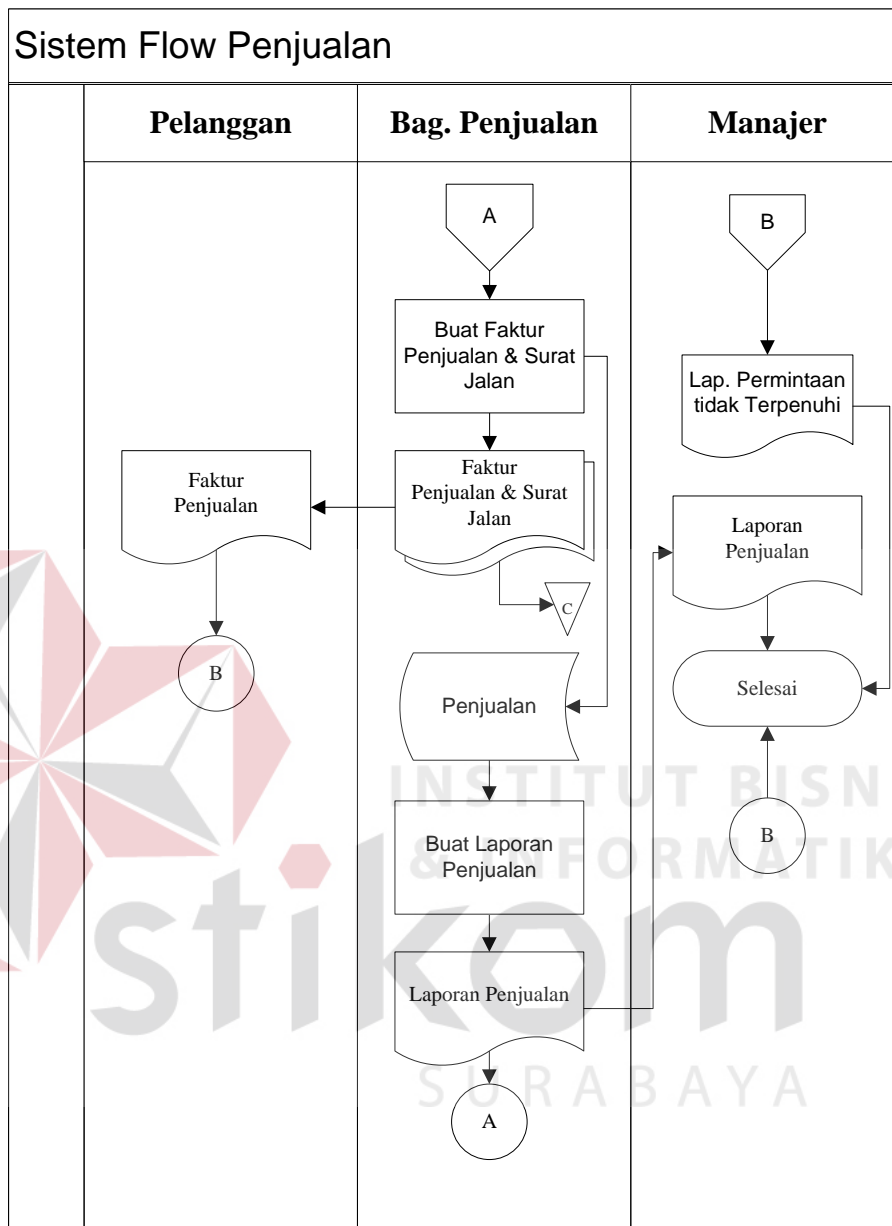 Sistem Flow Penjualan
Pelanggan
Bag. Penjualan
Manajer
A
Buat Faktur
Penjualan & Surat
Jalan
Faktur
Penjualan & Surat
Jalan
C
Faktur
Penjualan
B
Penjualan
Buat Laporan
Penjualan
Laporan Penjualan
A
B
Lap. Permintaan
tidak Terpenuhi
Laporan
Penjualan
Selesai
B
INSTITUT BISN
& INFORMATIK
stikom
SURABAYA